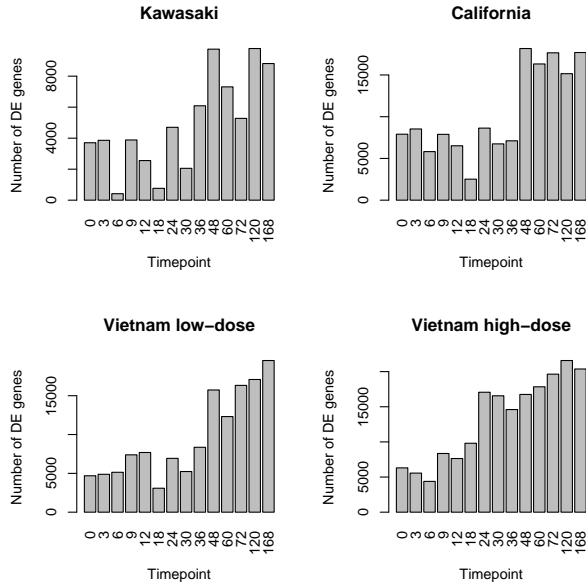 Kawasaki
Number of DE genes
0 4000 8000
0 3 6 9 12 18 24 30 36 48 60 72 120 168
Timepoint
California
Number of DE genes
0 5000 15000
0 3 6 9 12 18 24 30 36 48 60 72 120 168
Timepoint
Vietnam low−dose
Number of DE genes
0 5000 15000
0 3 6 9 12 18 24 30 36 48 60 72 120 168
Timepoint
Vietnam high−dose
Number of DE genes
0 5000 15000
0 3 6 9 12 18 24 30 36 48 60 72 120 168
Timepoint